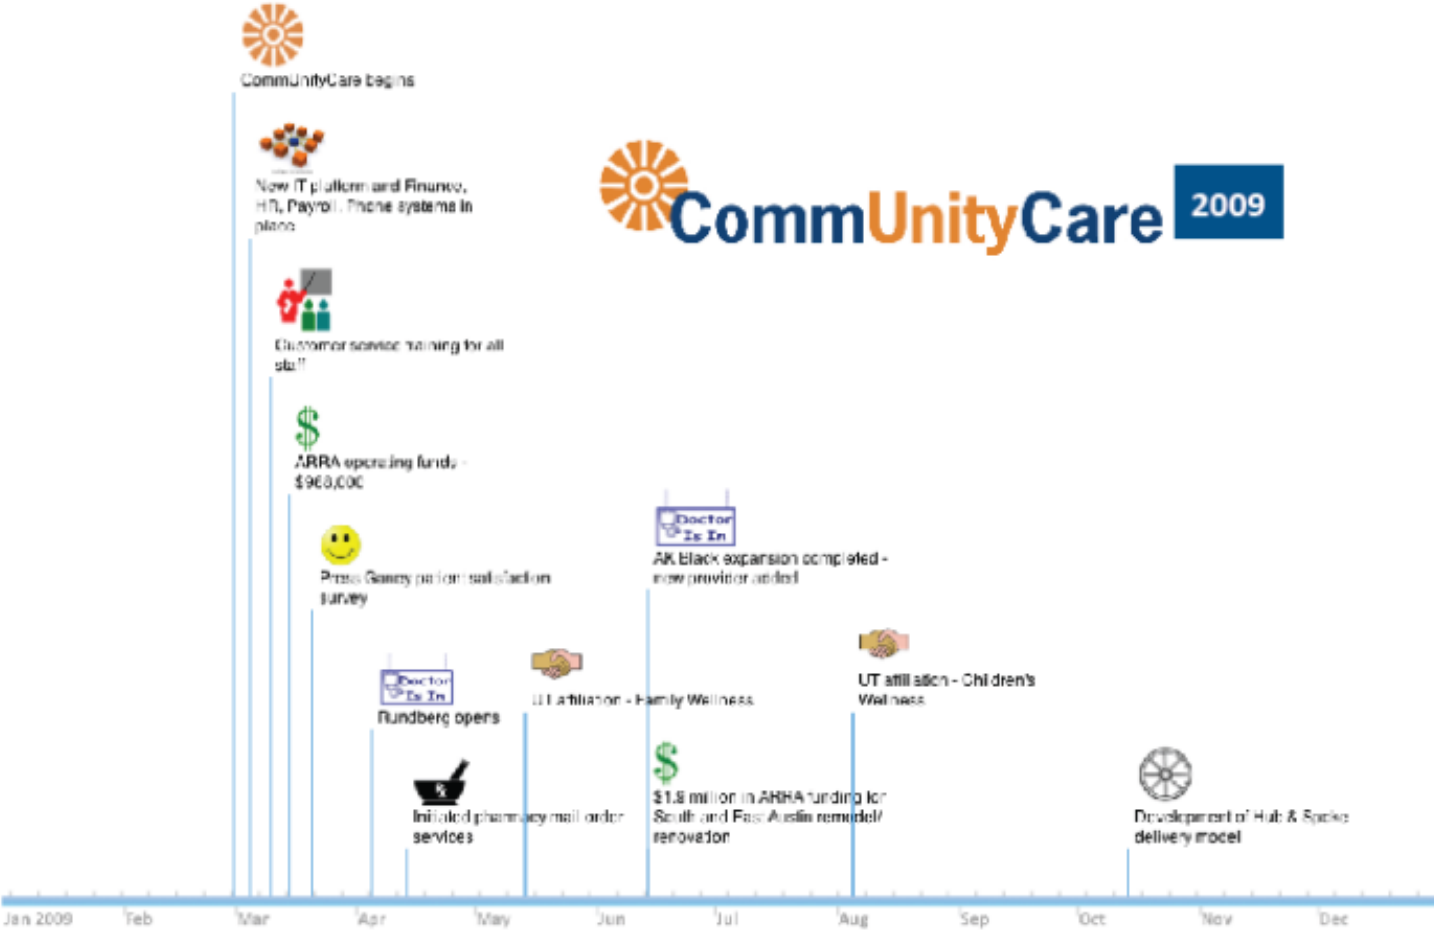 CommUnityCare begins
New IT platform and Finance,
HR, Payroll, Phone systems in
place
CommUnityCare 2009
Customer service training for all
staff
ARRA operating funds -
$968,000
Doctor
Is In
AK Black expansion completed -
new provider added
Press Ganey patient satisfaction
survey
Doctor
Is In
Rundberg opens
UT affiliation - Family Wellness
UT affiliation - Children's
Wellness
Initiated pharmacy mail order
services
million in ARRA funding for
South and East Austin remodel/
renovation
Development of Hub & Spoke
delivery model
Jan 2009 Feb Mar Apr May Jun Jul Aug Sep Oct Nov Dec